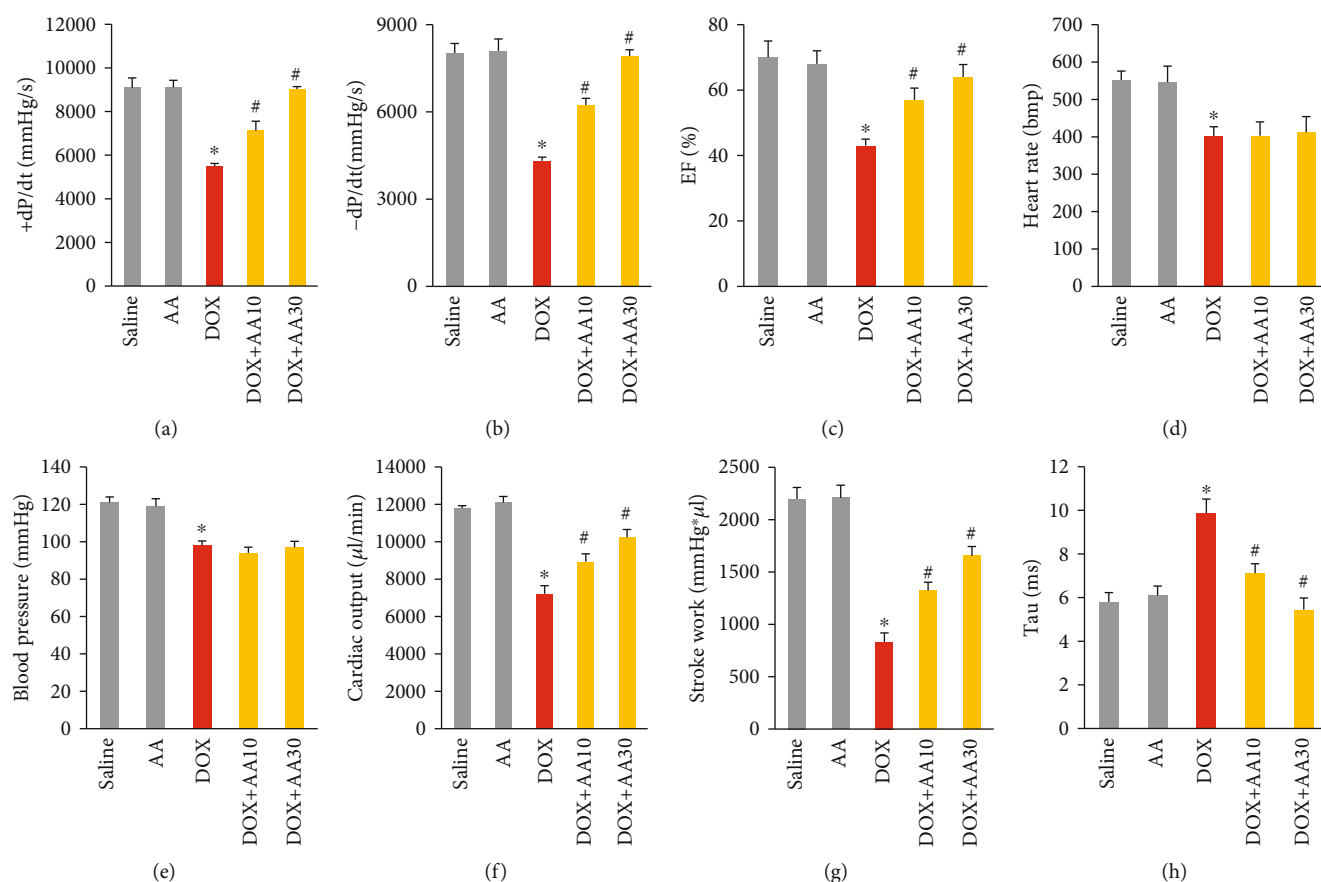 +dP/dt (mmHg/s)
12000
10000
8000
6000
4000
2000
0
*
#
#
Saline
AA
DOX
DOX+AA10
DOX+AA30
(a)
−dP/dt(mmHg/s)
9000
6000
3000
0
*
#
#
Saline
AA
DOX
DOX+AA10
DOX+AA30
(b)
EF (%)
80
60
40
20
0
*
#
#
Saline
AA
DOX
DOX+AA10
DOX+AA30
(c)
Heart rate (bmp)
700
600
500
400
300
200
100
0
*
Saline
AA
DOX
DOX+AA10
DOX+AA30
(d)
Blood pressure (mmHg)
140
120
100
80
60
40
20
0
*
Saline
AA
DOX
DOX+AA10
DOX+AA30
(e)
Cardiac output (μl/min)
14000
12000
10000
8000
6000
4000
2000
0
*
#
#
Saline
AA
DOX
DOX+AA10
DOX+AA30
(f)
Stroke work (mmHg*μl)
2500
2000
1500
1000
500
0
*
#
#
Saline
AA
DOX
DOX+AA10
DOX+AA30
(g)
Tau (ms)
12
10
8
6
4
2
0
*
#
#
Saline
AA
DOX
DOX+AA10
DOX+AA30
(h)